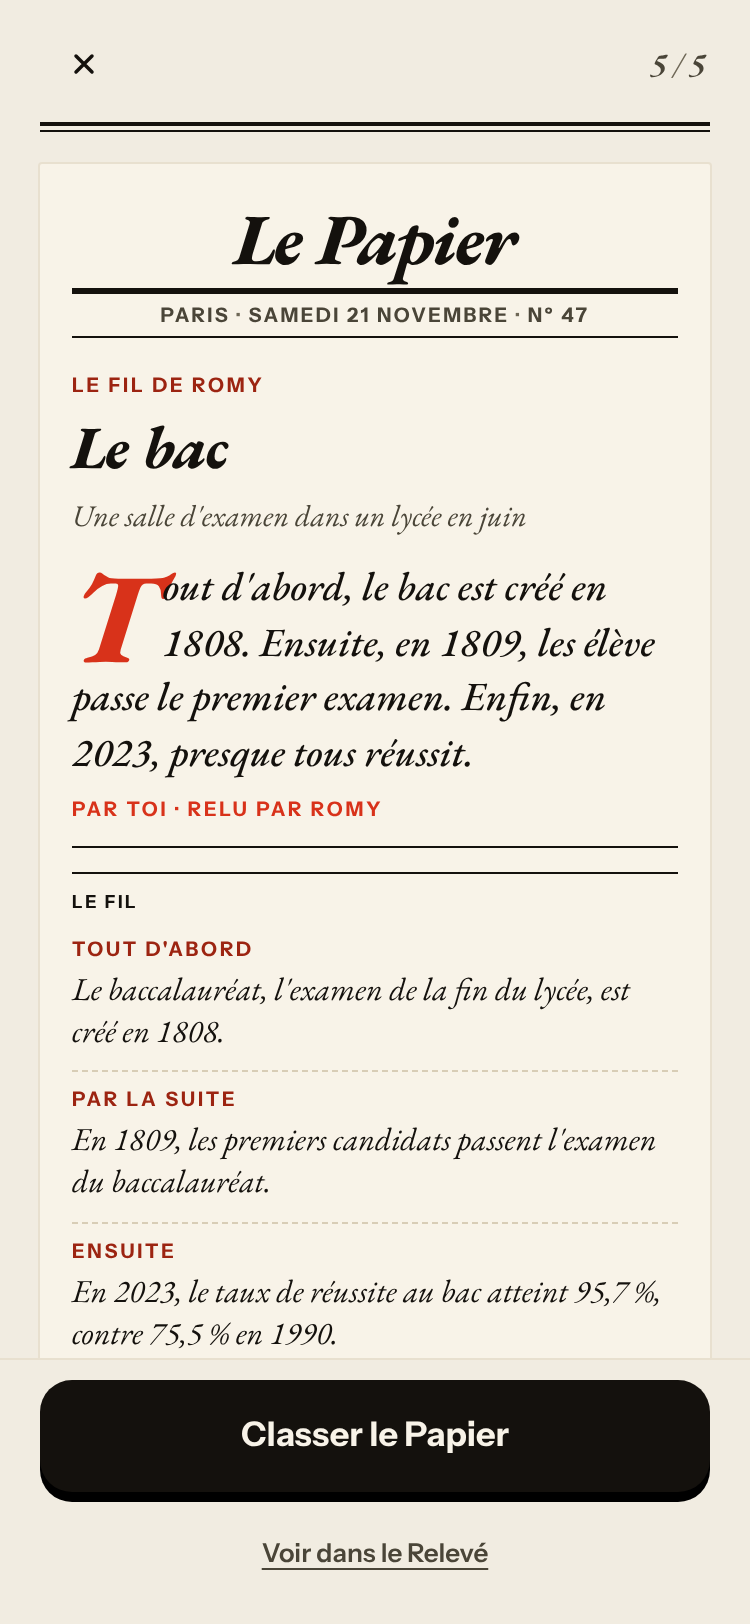 5 / 5
Le Papier
PARIS · SAMEDI 21 NOVEMBRE · N° 47
LE FIL DE ROMY
Le bac
Une salle d'examen dans un lycée en juin
Tout d'abord, le bac est créé en
1808. Ensuite, en 1809, les élève
passe le premier examen. Enfin, en
2023, presque tous réussit.
PAR TOI · RELU PAR ROMY
LE FIL
TOUT D'ABORD
Le baccalauréat, l'examen de la fin du lycée, est
créé en 1808.
PAR LA SUITE
En 1809, les premiers candidats passent l'examen
du baccalauréat.
ENSUITE
En 2023, le taux de réussite au bac atteint 95,7 %,
contre 75,5 % en 1990.
Classer le Papier
Voir dans le Relevé